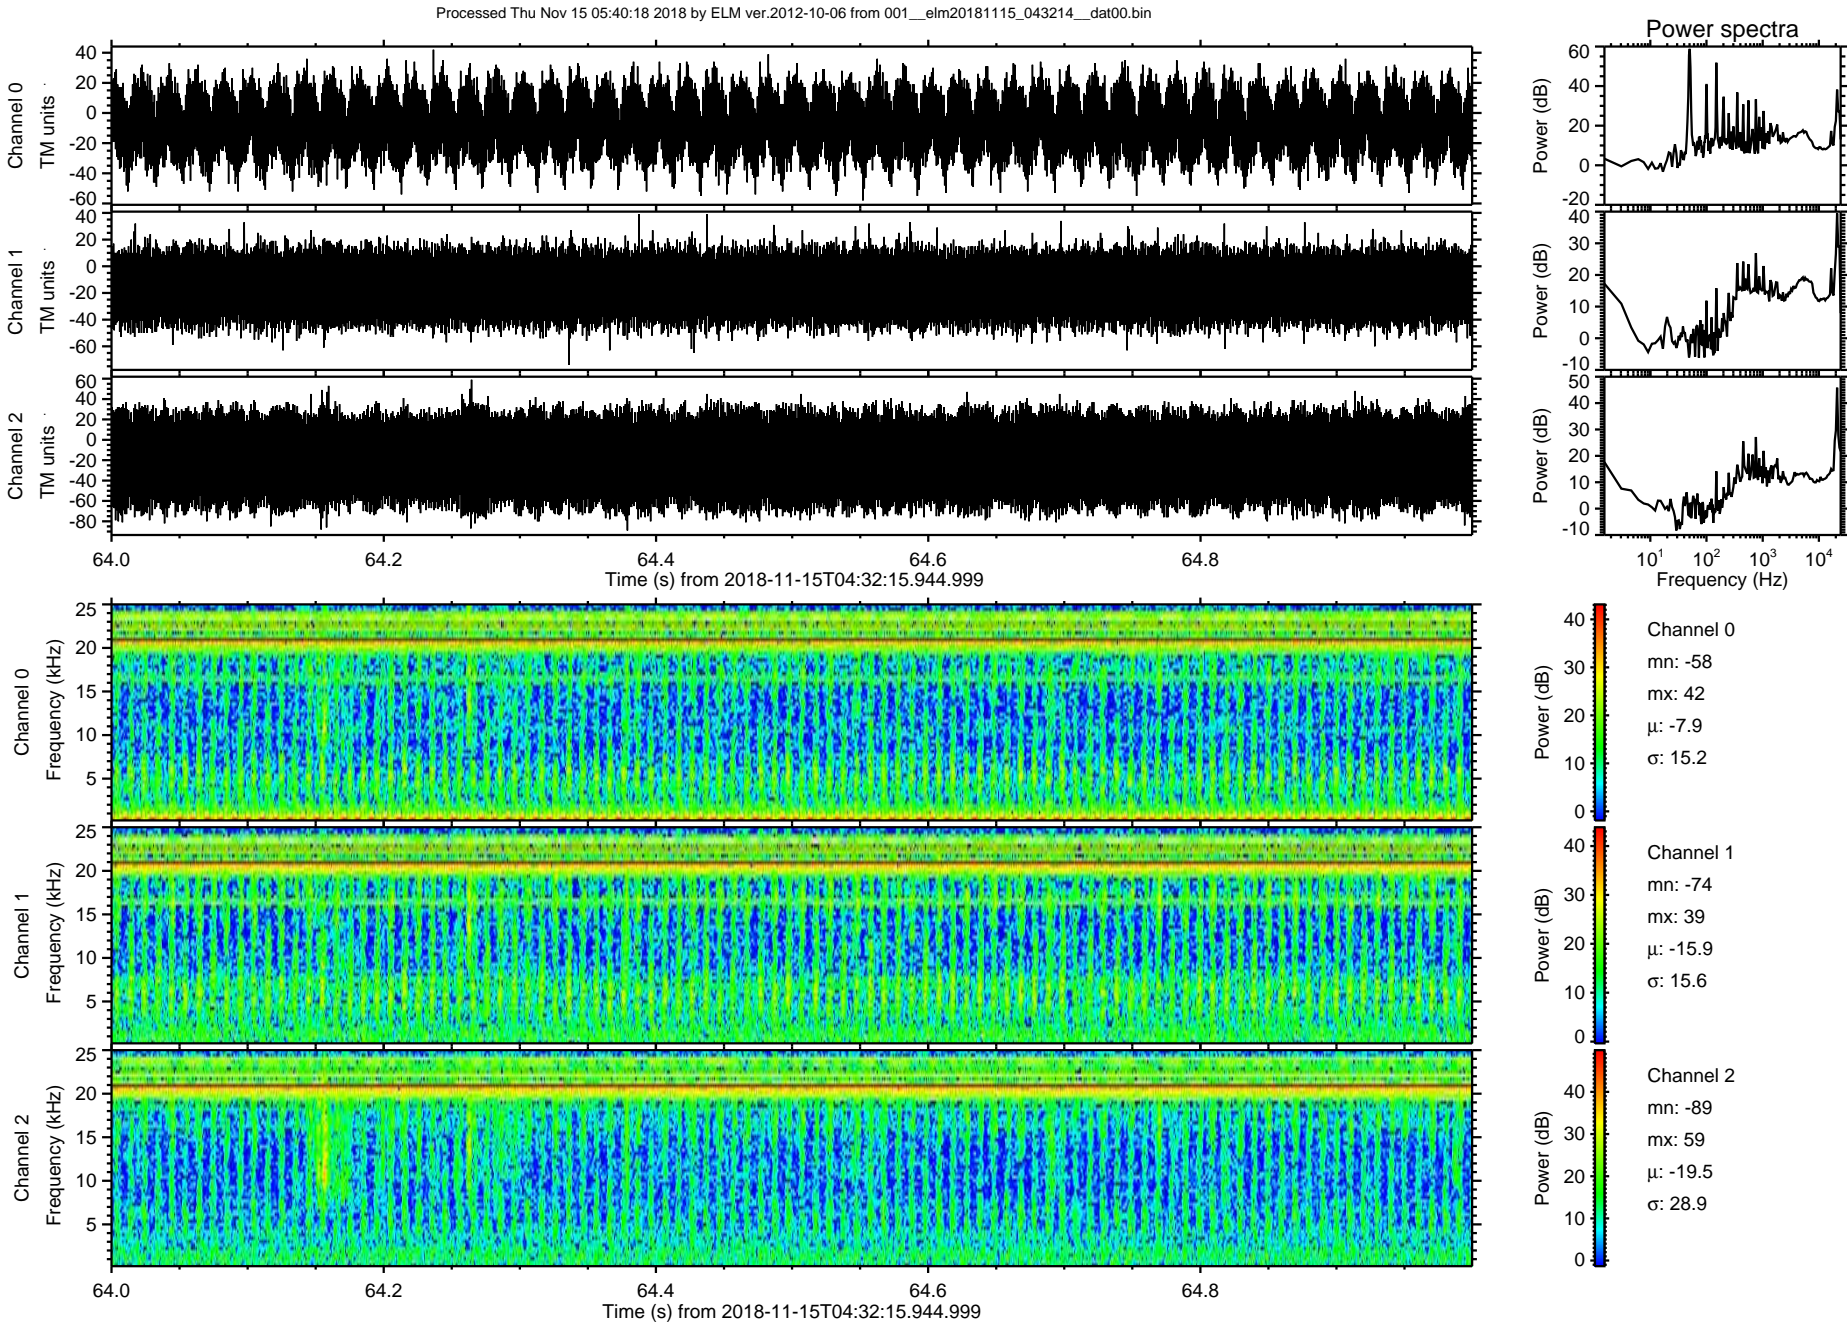 Processed Thu Nov 15 05:40:18 2018 by ELM ver.2012-10-06 from 001__elm20181115_043214__dat00.bin
Power spectra
Channel 0
TM units
40
20
0
-20
-40
-60
Power (dB)
60
40
20
0
-20
Channel 1
TM units
40
20
0
-20
-40
-60
Power (dB)
40
30
20
10
0
-10
Channel 2
TM units
60
40
20
0
-20
-40
-60
-80
Power (dB)
50
40
30
20
10
0
-10
64.0 64.2 64.4 64.6 64.8
Time (s) from 2018-11-15T04:32:15.944.999
10^1 10^2 10^3 10^4
Frequency (Hz)
Channel 0
Frequency (kHz)
25
20
15
10
5
Power (dB)
40
30
20
10
0
Channel 0
mn: -58
mx: 42
μ: -7.9
σ: 15.2
Channel 1
Frequency (kHz)
25
20
15
10
5
Power (dB)
40
30
20
10
0
Channel 1
mn: -74
mx: 39
μ: -15.9
σ: 15.6
Channel 2
Frequency (kHz)
25
20
15
10
5
Power (dB)
40
30
20
10
0
Channel 2
mn: -89
mx: 59
μ: -19.5
σ: 28.9
64.0 64.2 64.4 64.6 64.8
Time (s) from 2018-11-15T04:32:15.944.999